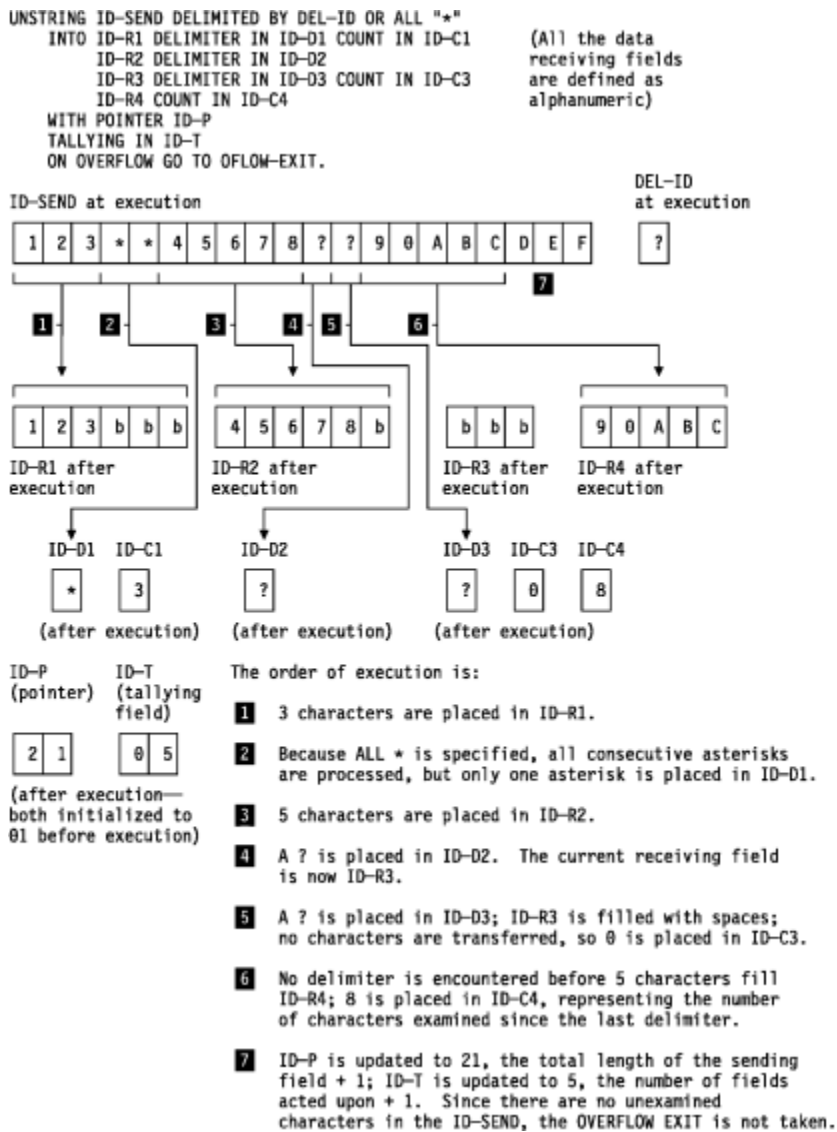 UNSTRING ID-SEND DELIMITED BY DEL-ID OR ALL "*"
INTO ID-R1 DELIMITER IN ID-D1 COUNT IN ID-C1 (All the data
ID-R2 DELIMITER IN ID-D2 receiving fields
ID-R3 DELIMITER IN ID-D3 COUNT IN ID-C3 are defined as
ID-R4 COUNT IN ID-C4 alphanumeric)
WITH POINTER ID-P
TALLYING IN ID-T
ON OVERFLOW GO TO OFLOW-EXIT.
DEL-ID
ID-SEND at execution at execution
1 2 3 * * 4 5 6 7 8 ? ? 9 0 A B C D E F ?
7
1 2 3 4 5 6
1 2 3 b b b 4 5 6 7 8 b b b b 9 0 A B C
ID-R1 after ID-R2 after ID-R3 after ID-R4 after
execution execution execution execution
ID-D1 ID-C1 ID-D2 ID-D3 ID-C3 ID-C4
* 3 ? ? 0 8
(after execution) (after execution) (after execution)
ID-P ID-T The order of execution is:
(pointer) (tallying
field)
1 3 characters are placed in ID-R1.
2 1 0 5
2 Because ALL * is specified, all consecutive asterisks
are processed, but only one asterisk is placed in ID-D1.
(after execution—
both initialized to
01 before execution)
3 5 characters are placed in ID-R2.
4 A ? is placed in ID-D2. The current receiving field
is now ID-R3.
5 A ? is placed in ID-D3; ID-R3 is filled with spaces;
no characters are transferred, so 0 is placed in ID-C3.
6 No delimiter is encountered before 5 characters fill
ID-R4; 8 is placed in ID-C4, representing the number
of characters examined since the last delimiter.
7 ID-P is updated to 21, the total length of the sending
field + 1; ID-T is updated to 5, the number of fields
acted upon + 1. Since there are no unexamined
characters in the ID-SEND, the OVERFLOW EXIT is not taken.